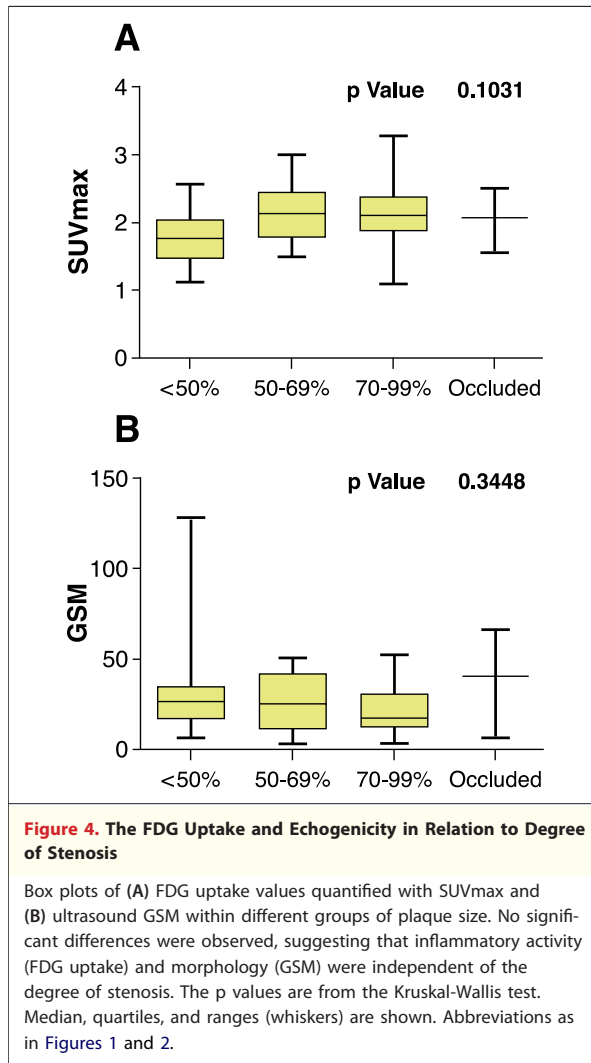 A
p Value 0.1031
SUVmax
4
3
2
1
0
<50% 50-69% 70-99% Occluded
B
p Value 0.3448
GSM
150
100
50
0
<50% 50-69% 70-99% Occluded
Figure 4. The FDG Uptake and Echogenicity in Relation to Degree
of Stenosis
Box plots of (A) FDG uptake values quantified with SUVmax and
(B) ultrasound GSM within different groups of plaque size. No signifi-
cant differences were observed, suggesting that inflammatory activity
(FDG uptake) and morphology (GSM) were independent of the
degree of stenosis. The p values are from the Kruskal-Wallis test.
Median, quartiles, and ranges (whiskers) are shown. Abbreviations as
in Figures 1 and 2.